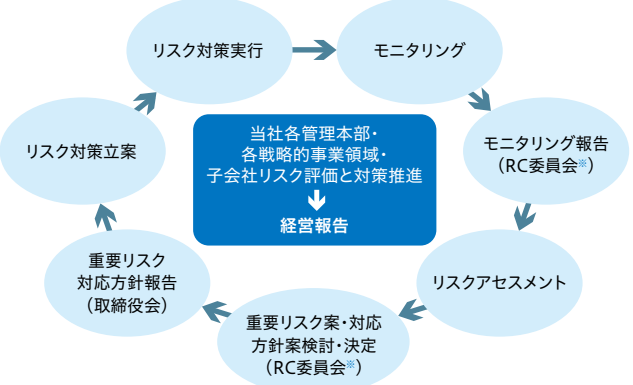 リスク対策実行
モニタリング
モニタリング報告
（RC委員会※）
リスクアセスメント
重要リスク案・対応
方針案検討・決定
（RC委員会※）
重要リスク
対応方針報告
（取締役会）
リスク対策立案
当社各管理本部・
各戦略的事業領域・
子会社リスク評価と対策推進
経営報告